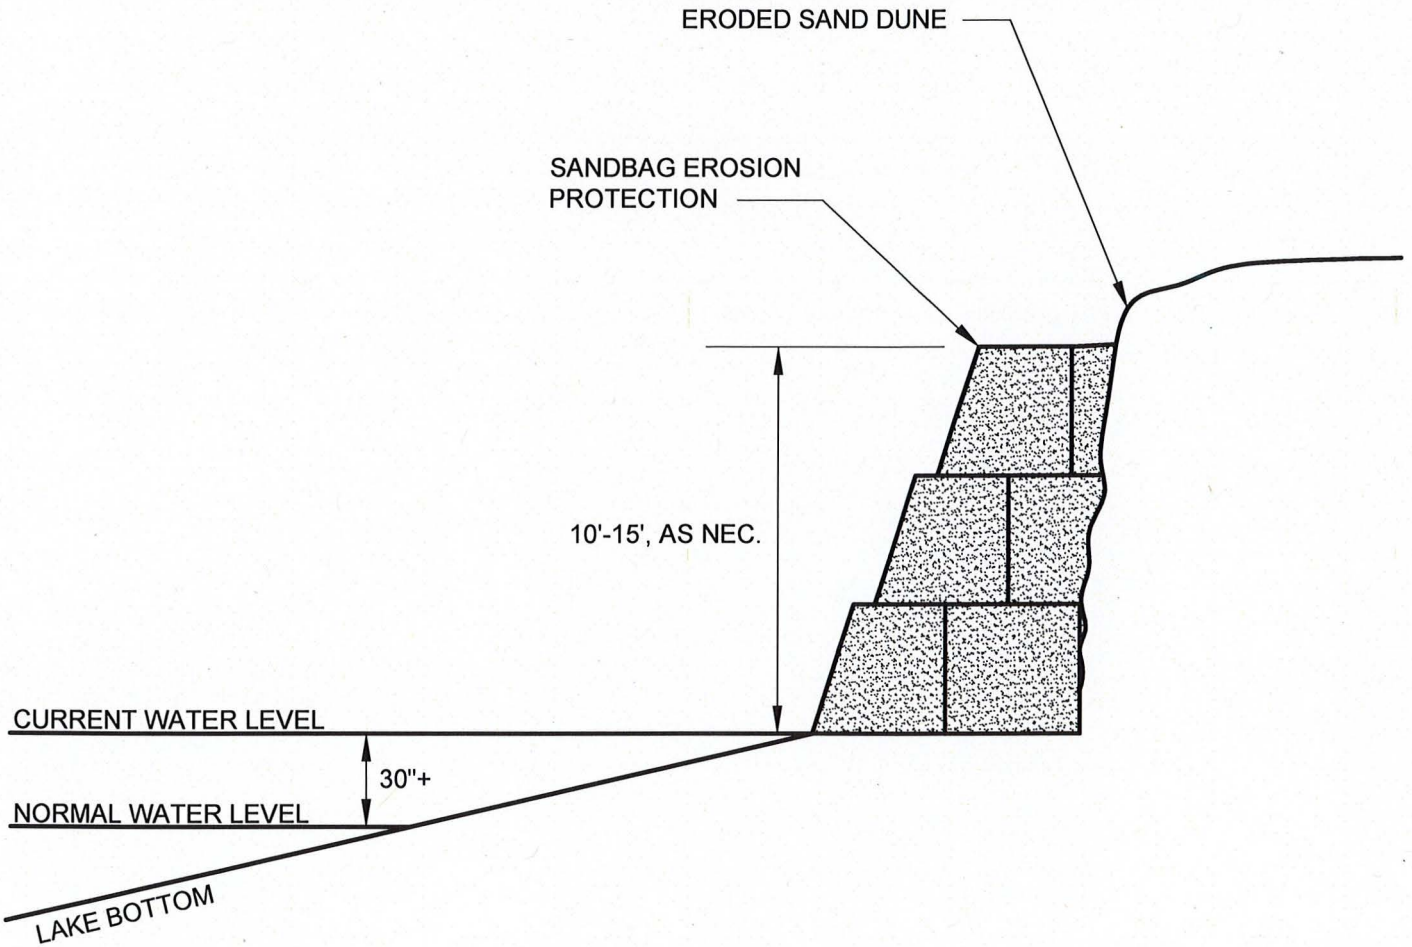 ERODED SAND DUNE
SANDBAG EROSION
PROTECTION
10'-15', AS NEC.
CURRENT WATER LEVEL
30"+
NORMAL WATER LEVEL
LAKE BOTTOM